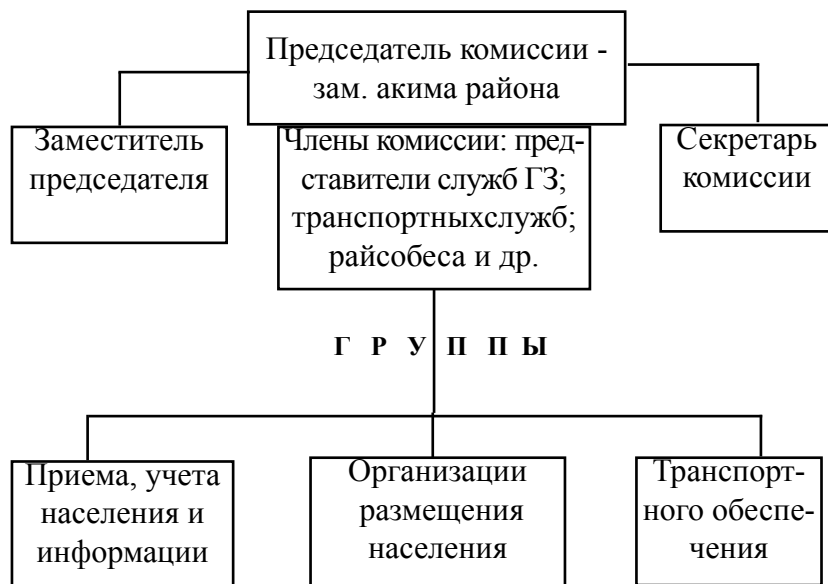 Председатель комиссии -
зам. акима района
Заместитель
председателя
Члены комиссии: пред-
ставители служб ГЗ;
транспортныхслужб;
райсобеса и др.
Секретарь
комиссии
Г Р У П П Ы
Приема, учета
населения и
информации
Организации
размещения
населения
Транспорт-
ного обеспе-
чения